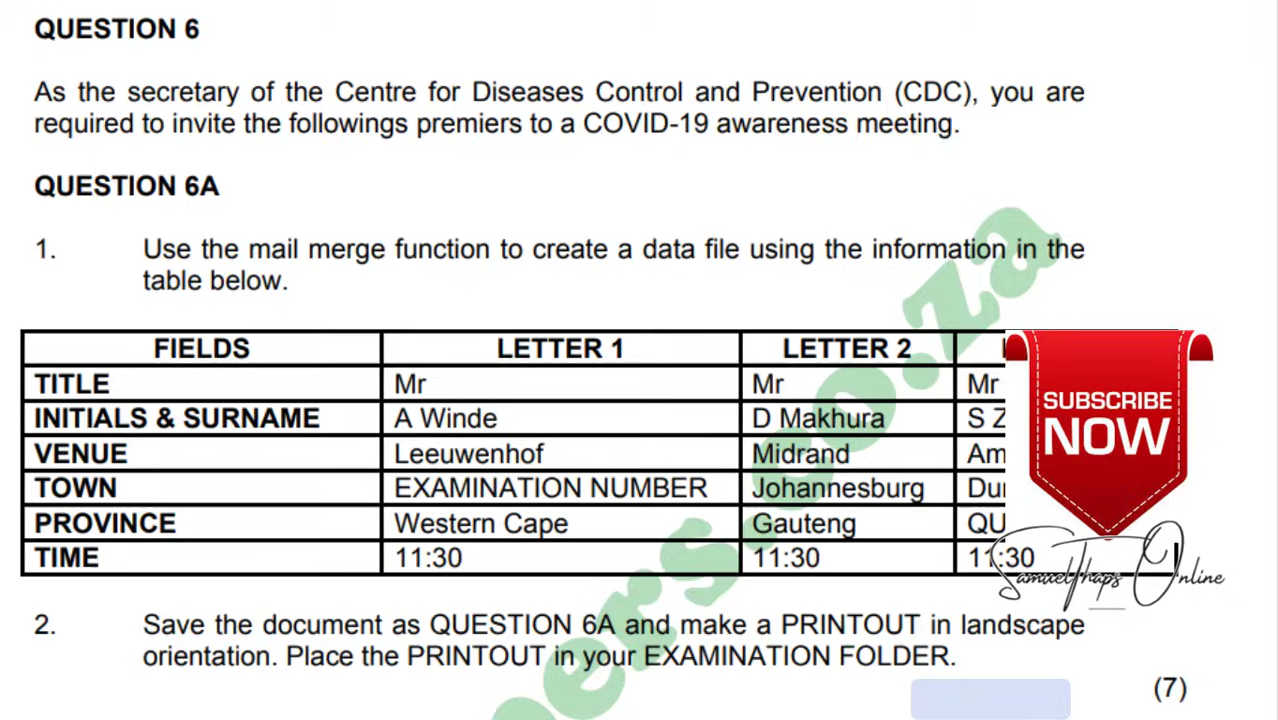 QUESTION 6
As the secretary of the Centre for Diseases Control and Prevention (CDC), you are
required to invite the followings premiers to a COVID-19 awareness meeting.
QUESTION 6A
1. Use the mail merge function to create a data file using the information in the
table below.
FIELDS LETTER 1 LETTER 2
TITLE Mr Mr Mr
INITIALS & SURNAME A Winde D Makhura S
VENUE Leeuwenhof Midrand
TOWN EXAMINATION NUMBER Johannesburg
PROVINCE Western Cape Gauteng
TIME 11:30 11:30 11:30
SUBSCRIBE
NOW
SamuelThaps Online
2. Save the document as QUESTION 6A and make a PRINTOUT in landscape
orientation. Place the PRINTOUT in your EXAMINATION FOLDER.
(7)
ers.co.za